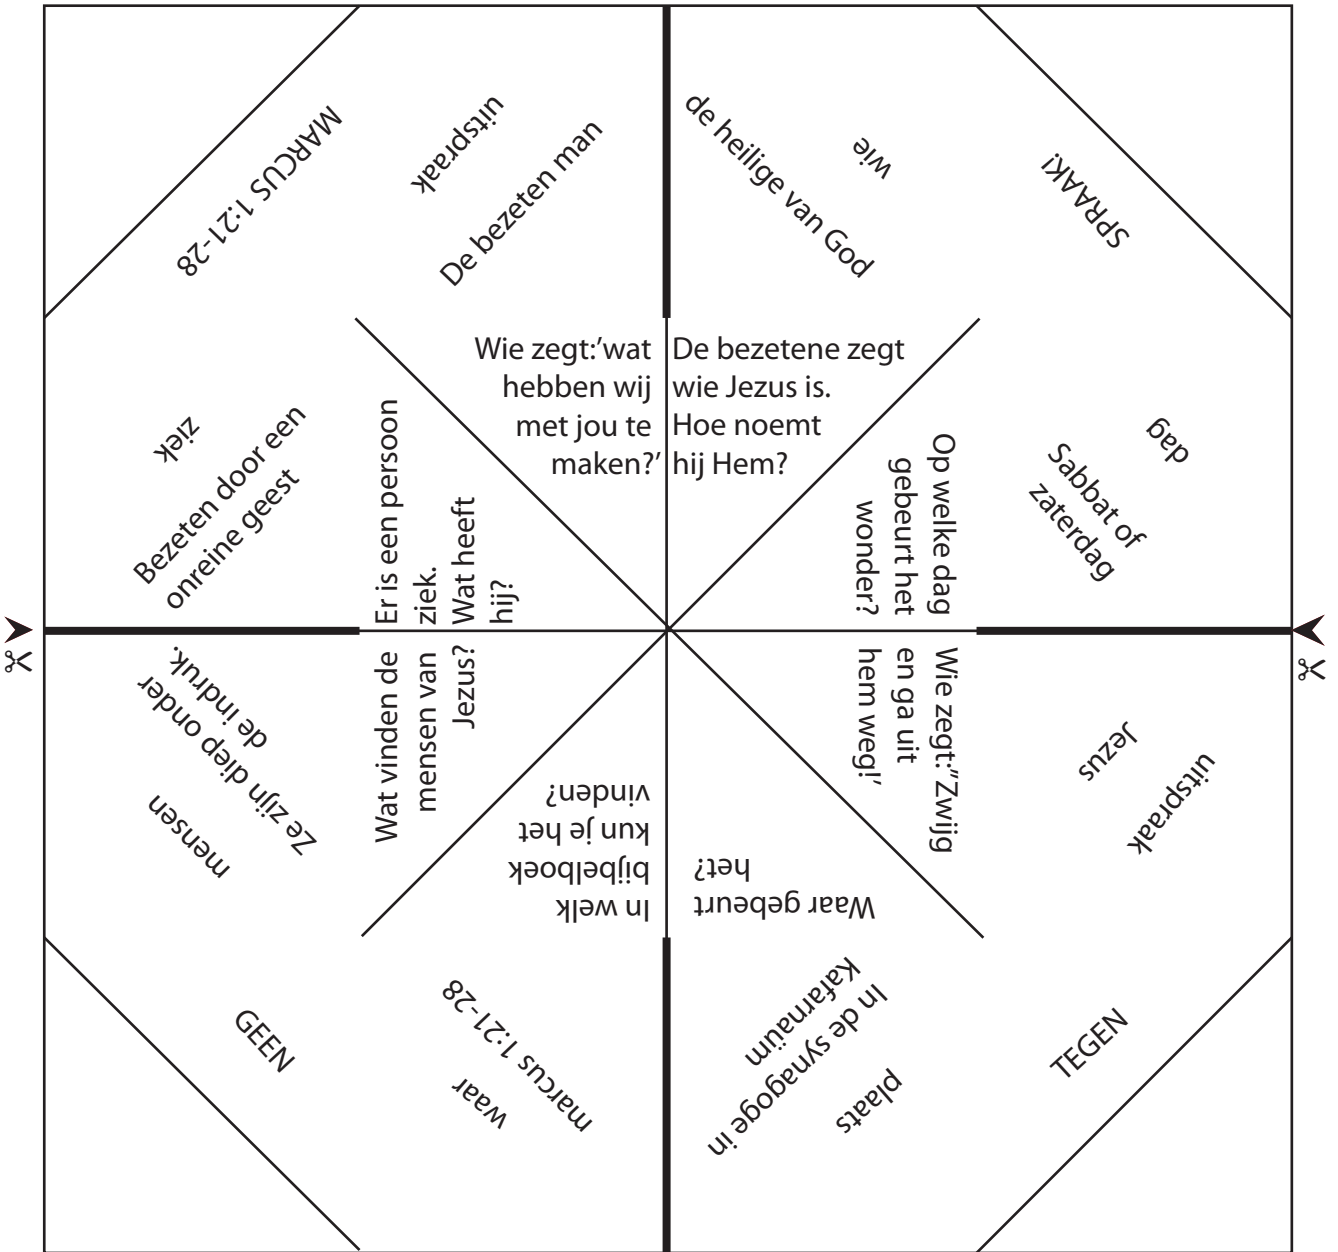 MARCUS 1:21-28
uitspraak
De bezeten man
de heilige van God
wie
SPRAAK!
Wie zegt:'wat
hebben wij
met jou te
maken?'
De bezetene zegt
wie Jezus is.
Hoe noemt
hij Hem?
ziek
Bezeten door een
onreine geest
Er is een persoon
ziek.
Wat heeft
hij?
Op welke dag
gebeurt het
wonder?
dag
Sabbat of
zaterdag
mensen
Ze zijn diep onder
de indruk.
Wat vinden de
mensen van
Jezus?
Wie zegt:"Zwijg
en ga uit
hem weg!'
uitspraak
Jezus
In welk
bijbelboek
kun je het
vinden?
Waar gebeurt
het?
GEEN
waar
marcus 1:21-28
plaats
In de synagoge in
Kafarnaüm
TEGEN